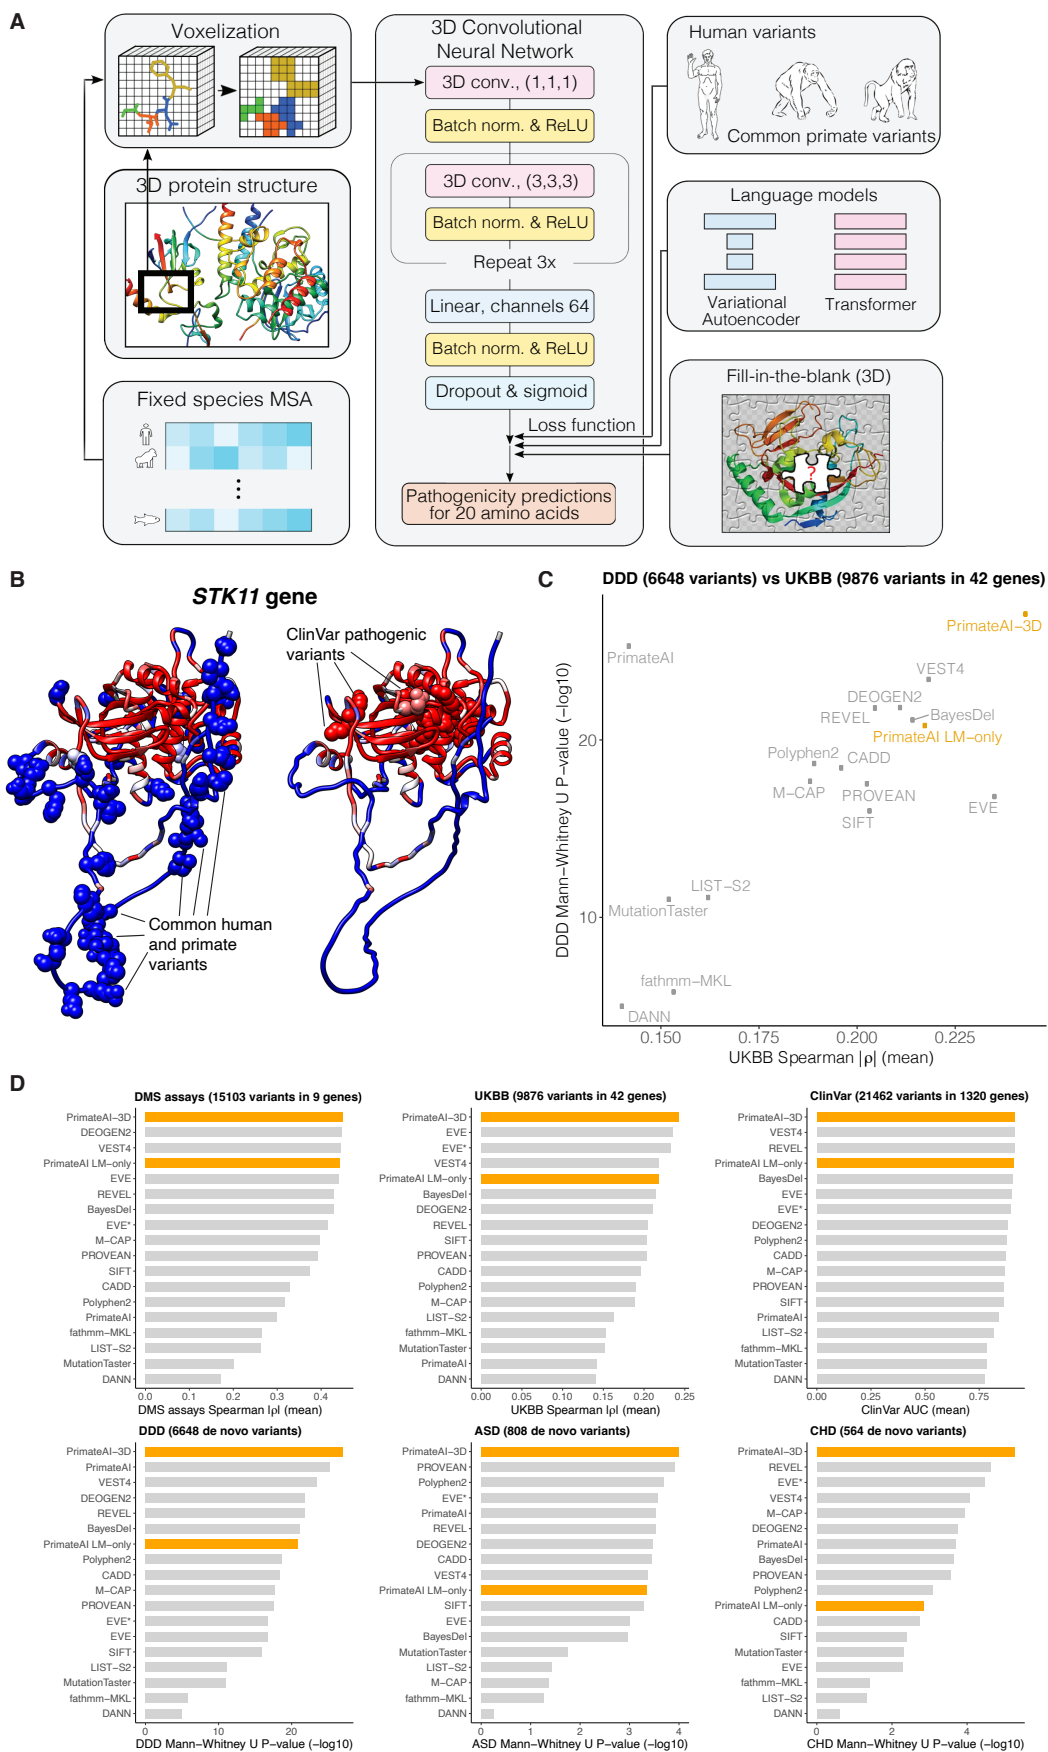 A
Voxelization
3D protein structure
Fixed species MSA
3D Convolutional
Neural Network
3D conv., (1,1,1)
Batch norm. & ReLU
3D conv., (3,3,3)
Batch norm. & ReLU
Repeat 3x
Linear, channels 64
Batch norm. & ReLU
Dropout & sigmoid
Loss function
Pathogenicity predictions
for 20 amino acids
Human variants
Common primate variants
Language models
Variational
Autoencoder
Transformer
Fill-in-the-blank (3D)
?
B
STK11 gene
ClinVar pathogenic
variants
Common human
and primate
variants
C
DDD (6648 variants) vs UKBB (9876 variants in 42 genes)
DDD Mann−Whitney U P−value (−log10)
20
10
PrimateAI−3D
PrimateAI
VEST4
DEOGEN2
REVEL
BayesDel
PrimateAI LM−only
Polyphen2
CADD
M−CAP
PROVEAN
EVE
SIFT
LIST−S2
MutationTaster
fathmm−MKL
DANN
0.150
0.175
0.200
0.225
UKBB Spearman |ρ| (mean)
D
DMS assays (15103 variants in 9 genes)
PrimateAI−3D
DEOGEN2
VEST4
PrimateAI LM−only
EVE
REVEL
BayesDel
EVE*
M−CAP
PROVEAN
SIFT
CADD
Polyphen2
PrimateAI
fathmm−MKL
LIST−S2
MutationTaster
DANN
0.0 0.1 0.2 0.3 0.4
DMS assays Spearman |ρ| (mean)
UKBB (9876 variants in 42 genes)
PrimateAI−3D
EVE
EVE*
VEST4
PrimateAI LM−only
BayesDel
DEOGEN2
REVEL
SIFT
PROVEAN
CADD
Polyphen2
M−CAP
LIST−S2
fathmm−MKL
MutationTaster
PrimateAI
DANN
0.00 0.05 0.10 0.15 0.20 0.25
UKBB Spearman |ρ| (mean)
ClinVar (21462 variants in 1320 genes)
PrimateAI−3D
VEST4
REVEL
PrimateAI LM−only
BayesDel
EVE
EVE*
DEOGEN2
Polyphen2
CADD
M−CAP
PROVEAN
SIFT
PrimateAI
LIST−S2
fathmm−MKL
MutationTaster
DANN
0.00 0.25 0.50 0.75
ClinVar AUC (mean)
DDD (6648 de novo variants)
PrimateAI−3D
PrimateAI
VEST4
DEOGEN2
REVEL
BayesDel
PrimateAI LM−only
Polyphen2
CADD
M−CAP
PROVEAN
EVE*
EVE
SIFT
LIST−S2
MutationTaster
fathmm−MKL
DANN
0 10 20
DDD Mann−Whitney U P−value (−log10)
ASD (808 de novo variants)
PrimateAI−3D
PROVEAN
Polyphen2
EVE*
PrimateAI
REVEL
DEOGEN2
CADD
VEST4
PrimateAI LM−only
SIFT
EVE
BayesDel
MutationTaster
LIST−S2
M−CAP
fathmm−MKL
DANN
0 1 2 3 4
ASD Mann−Whitney U P−value (−log10)
CHD (564 de novo variants)
PrimateAI−3D
REVEL
EVE*
VEST4
M−CAP
DEOGEN2
PrimateAI
BayesDel
PROVEAN
Polyphen2
PrimateAI LM−only
CADD
SIFT
MutationTaster
EVE
fathmm−MKL
LIST−S2
DANN
0 2 4
CHD Mann−Whitney U P−value (−log10)